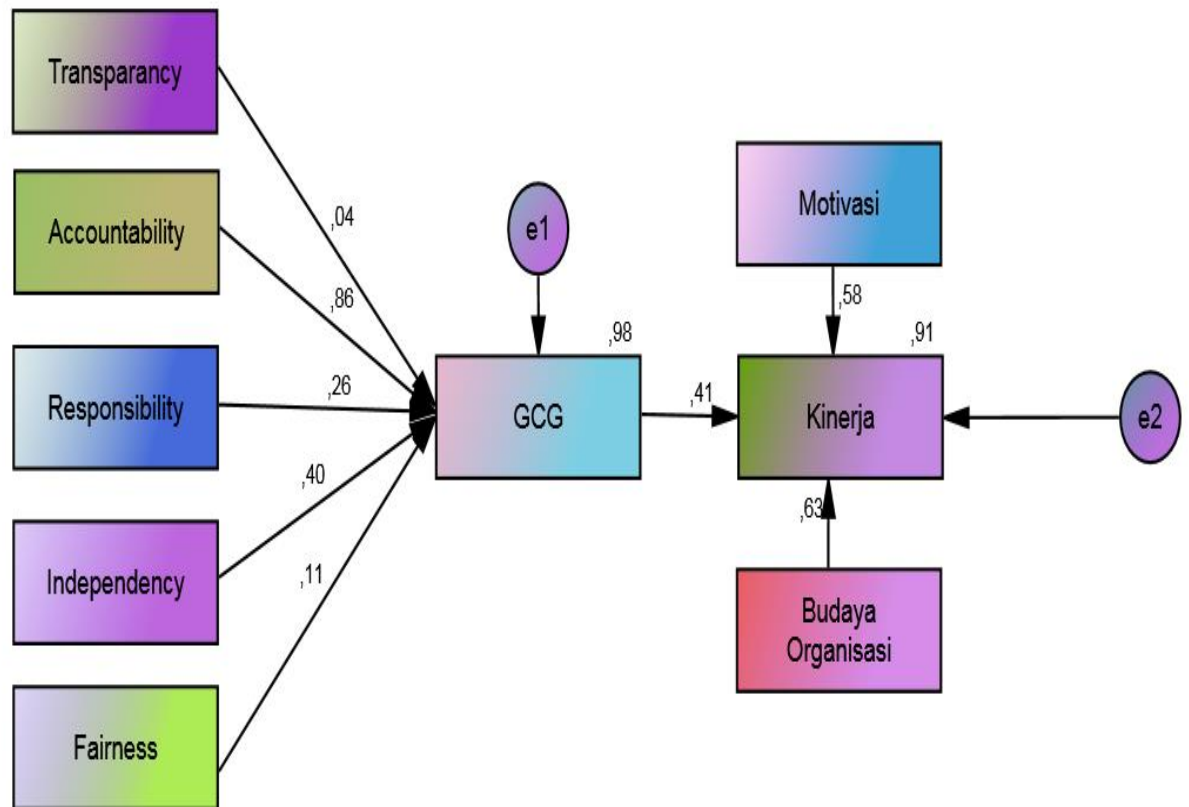 Transparancy
,04
Accountability
,86
Responsibility
,26
Independency
,40
Fairness
,11
e1
,98
GCG
,41
Motivasi
,58
,91
Kinerja
e2
,63
Budaya
Organisasi